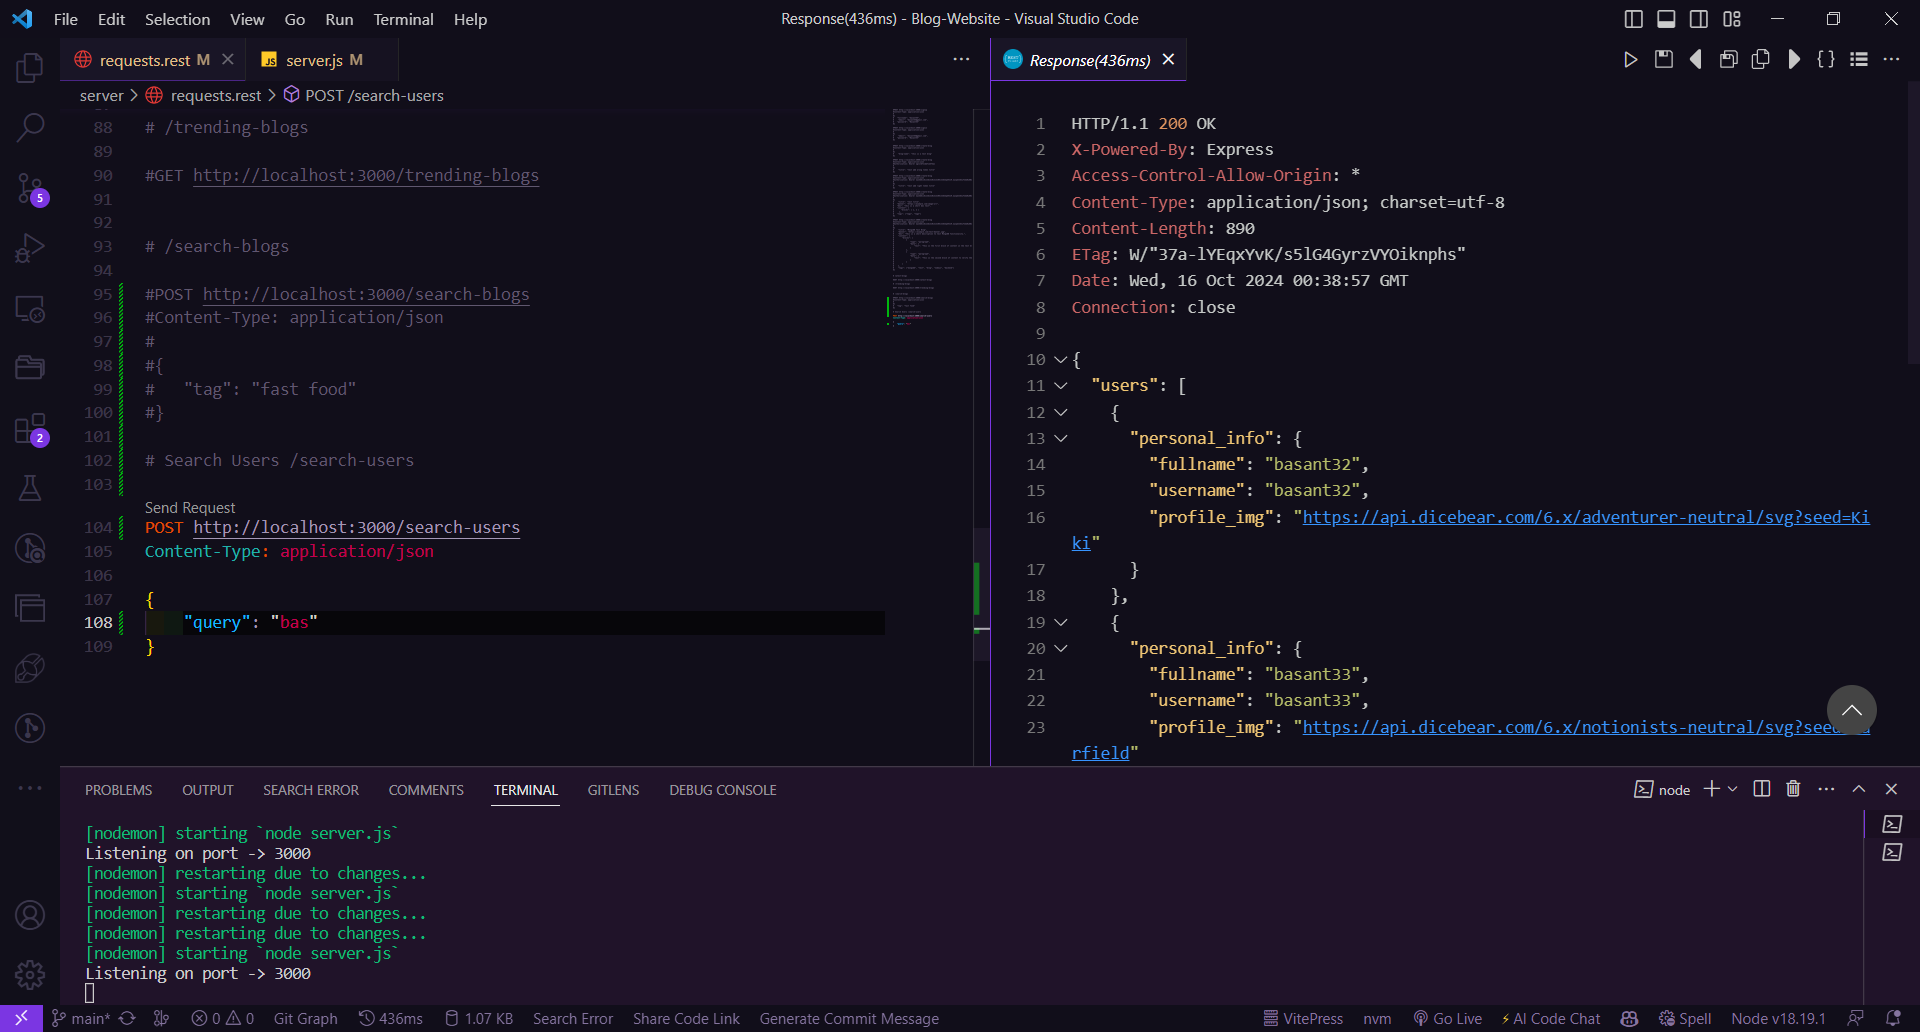 File Edit Selection View Go Run Terminal Help
Response(436ms) - Blog-Website - Visual Studio Code
requests.rest M
server.js M
server > requests.rest > POST /search-users
88 # /trending-blogs
89
90 #GET http://localhost:3000/trending-blogs
91
92
93 # /search-blogs
94
95 #POST http://localhost:3000/search-blogs
96 #Content-Type: application/json
97 #
98 #{
99 #   "tag": "fast food"
100 #}
101
102 # Search Users /search-users
103
Send Request
104 POST http://localhost:3000/search-users
105 Content-Type: application/json
106
107 {
108     "query": "bas"
109 }
Response(436ms)
1 HTTP/1.1 200 OK
2 X-Powered-By: Express
3 Access-Control-Allow-Origin: *
4 Content-Type: application/json; charset=utf-8
5 Content-Length: 890
6 ETag: W/"37a-lYEqxYvK/s5lG4GyrzVYOiknphs"
7 Date: Wed, 16 Oct 2024 00:38:57 GMT
8 Connection: close
9
10 {
11   "users": [
12     {
13       "personal_info": {
14         "fullname": "basant32",
15         "username": "basant32",
16         "profile_img": "https://api.dicebear.com/6.x/adventurer-neutral/svg?seed=Ki
ki"
17       }
18     },
19     {
20       "personal_info": {
21         "fullname": "basant33",
22         "username": "basant33",
23         "profile_img": "https://api.dicebear.com/6.x/notionists-neutral/svg?seed=
rfield"
PROBLEMS OUTPUT SEARCH ERROR COMMENTS TERMINAL GITLENS DEBUG CONSOLE
node
[nodemon] starting `node server.js`
Listening on port -> 3000
[nodemon] restarting due to changes...
[nodemon] starting `node server.js`
[nodemon] restarting due to changes...
[nodemon] restarting due to changes...
[nodemon] starting `node server.js`
Listening on port -> 3000
5
2
main* 0 0 Git Graph 436ms 1.07 KB Search Error Share Code Link Generate Commit Message
VitePress nvm Go Live AI Code Chat Spell Node v18.19.1